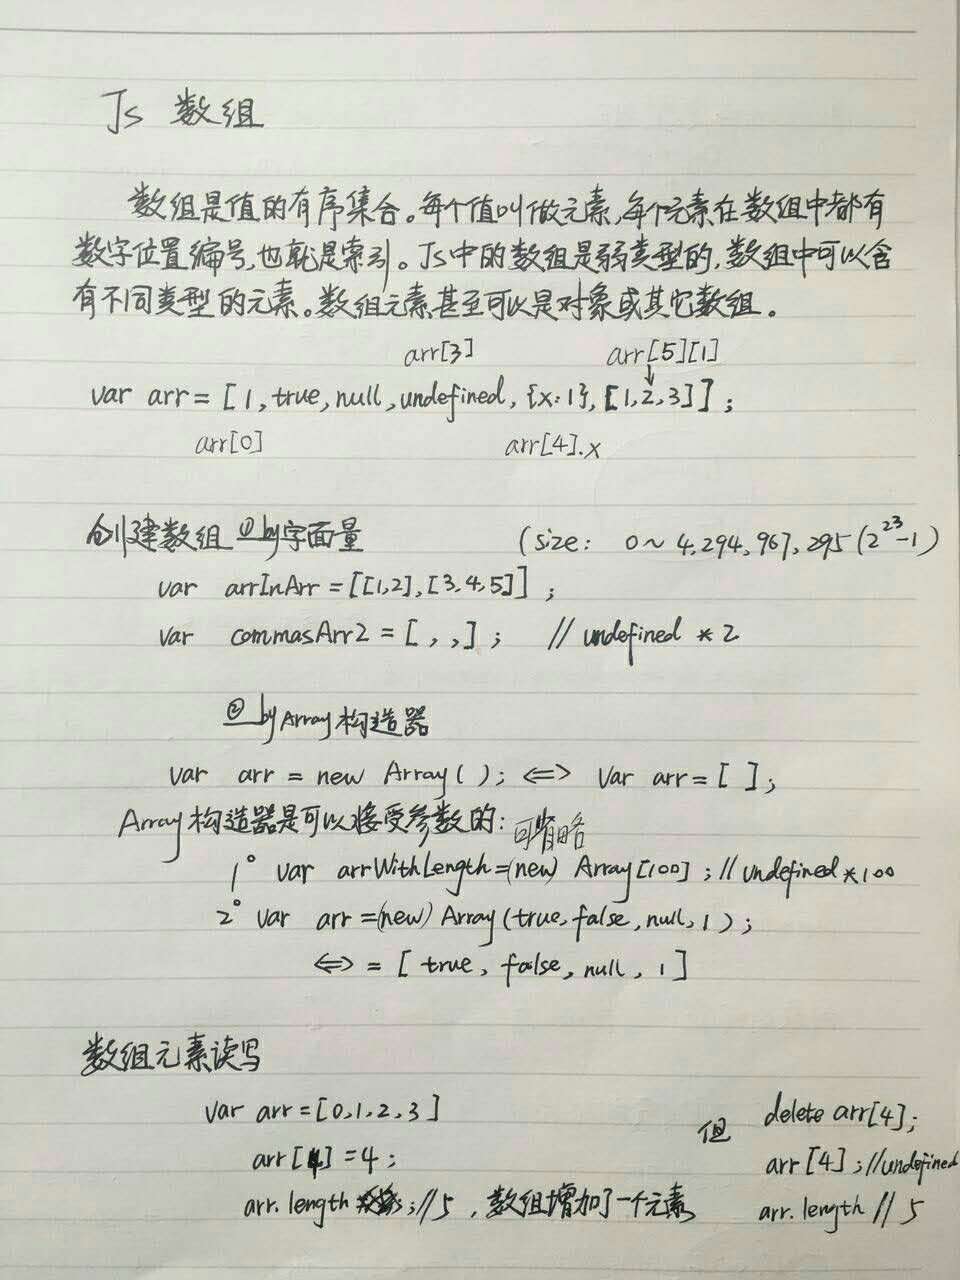 Js 数组
数组是值的有序集合。每个值叫做元素,每个元素在数组中都有
数字位置编号,也就是索引。Js中的数组是弱类型的,数组中可以含
有不同类型的元素。数组元素甚至可以是对象或其它数组。
arr[3] arr[5][1]
var arr = [1, true, null, undefined, {x:1}, [1,2,3]];
arr[0] arr[4].x
创建数组 ①by字面量 (size: 0~4,294,967,295(2^23-1)
var arrInArr = [[1,2],[3,4,5]];
var commasArr2 = [ , , ]; // undefined * 2
② by Array构造器
var arr = new Array( ); <=> var arr = [ ];
Array构造器是可以接受参数的: 可省略
1° var arrWithLength=(new) Array[100]; // undefined*100
2° var arr =(new) Array(true, false, null, 1);
<=> = [ true, false, null, 1 ]
数组元素读写
var arr = [0,1,2,3] 但 delete arr[4];
arr[4] = 4; arr[4]; //undefined
arr.length ; // 5 , 数组增加了一个元素 arr.length // 5